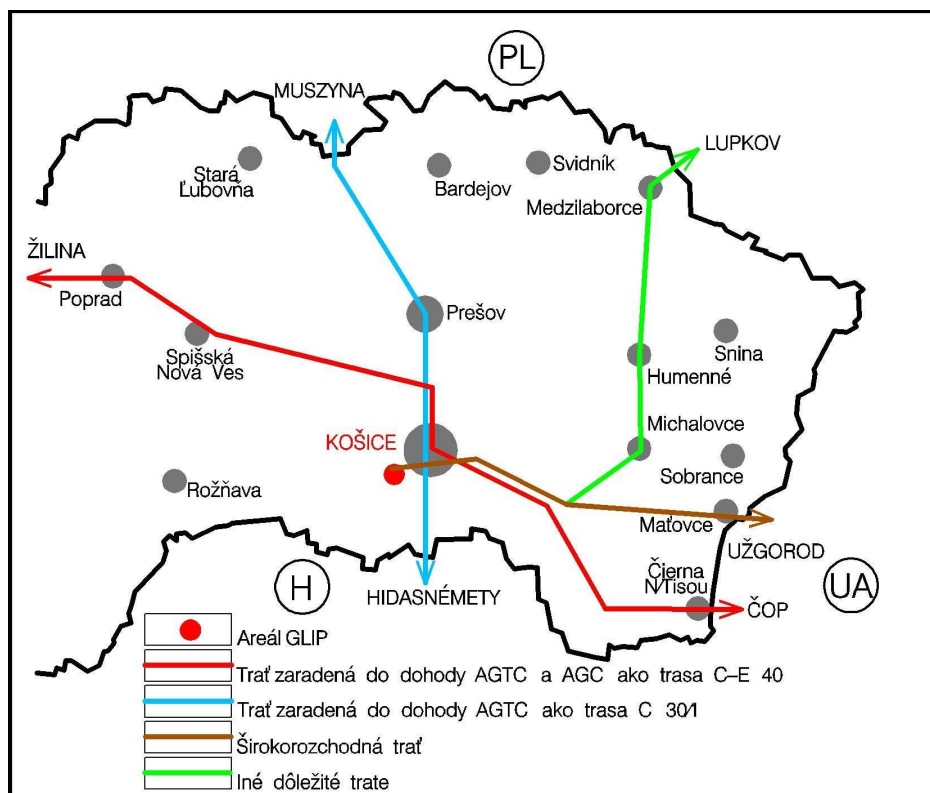 PL
MUSZYNA
LUPKOV
Stará
Ľubovňa
Bardejov
Svidník
Medzilaborce
ŽILINA
Poprad
Spišská
Nová Ves
Prešov
Snina
Humenné
KOŠICE
Michalovce
Sobrance
Rožňava
Maťovce
UŽGOROD
Čierna
N/Tisou
H
HIDASNÉMETY
UA
ČOP
Areál GLIP
Trať zaradená do dohody AGTC a AGC ako trasa C-E 40
Trať zaradená do dohody AGTC ako trasa C 30/1
Širokorozchodná trať
Iné dôležité trate